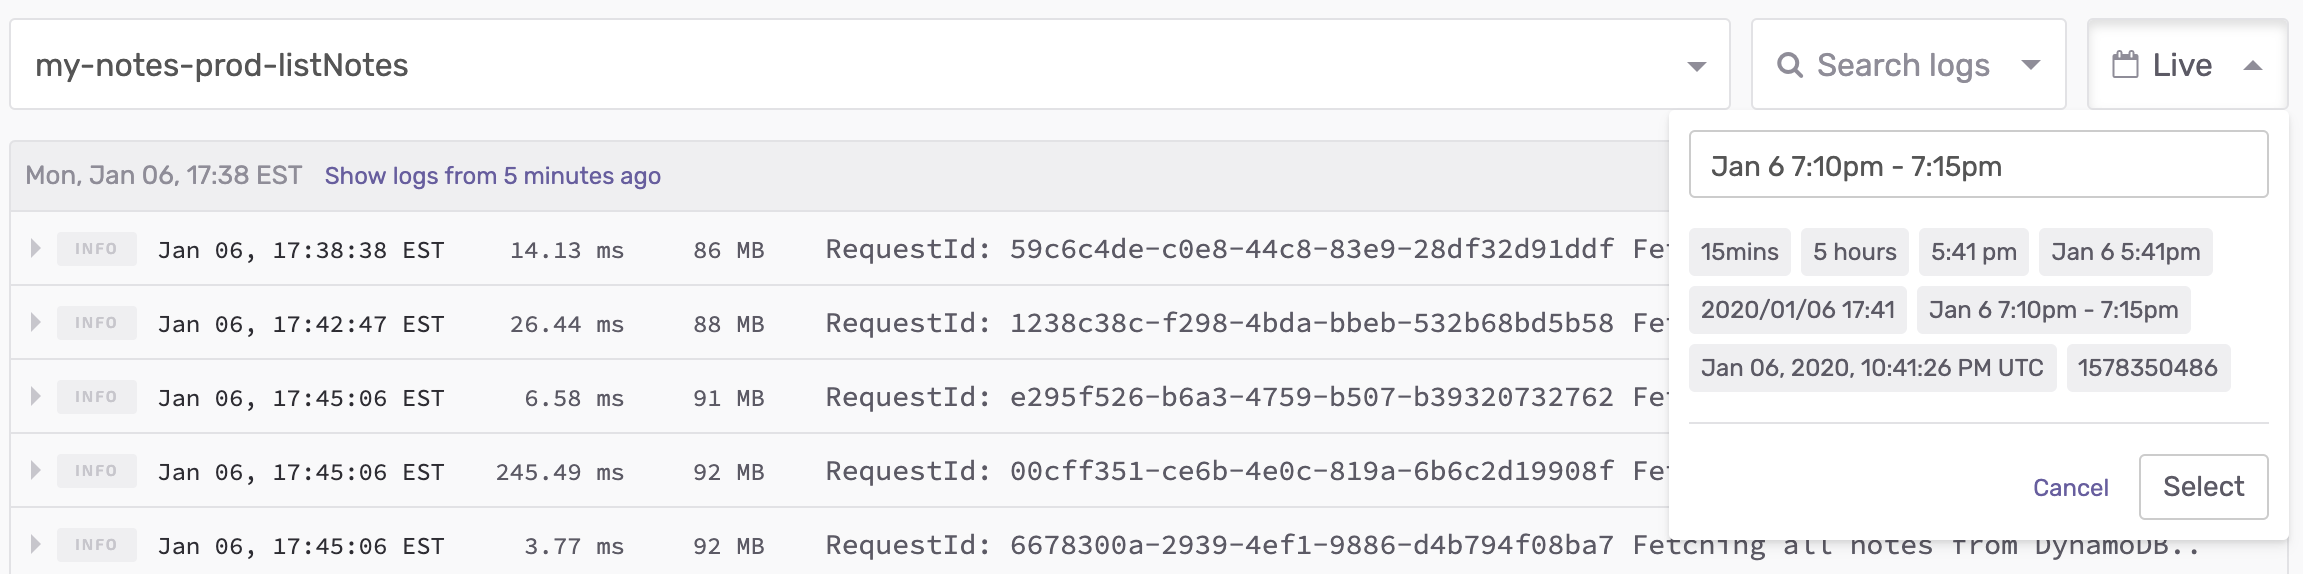 my-notes-prod-listNotes
Search logs
Live
Mon, Jan 06, 17:38 EST Show logs from 5 minutes ago
INFO Jan 06, 17:38:38 EST 14.13 ms 86 MB RequestId: 59c6c4de-c0e8-44c8-83e9-28df32d91ddf Fe
INFO Jan 06, 17:42:47 EST 26.44 ms 88 MB RequestId: 1238c38c-f298-4bda-bbeb-532b68bd5b58 Fe
INFO Jan 06, 17:45:06 EST 6.58 ms 91 MB RequestId: e295f526-b6a3-4759-b507-b39320732762 Fe
INFO Jan 06, 17:45:06 EST 245.49 ms 92 MB RequestId: 00cff351-ce6b-4e0c-819a-6b6c2d19908f Fe
INFO Jan 06, 17:45:06 EST 3.77 ms 92 MB RequestId: 6678300a-2939-4ef1-9886-d4b794f08ba7 Fetching all notes from DynamoDB..
Jan 6 7:10pm - 7:15pm
15mins 5 hours 5:41 pm Jan 6 5:41pm
2020/01/06 17:41 Jan 6 7:10pm - 7:15pm
Jan 06, 2020, 10:41:26 PM UTC 1578350486
Cancel Select